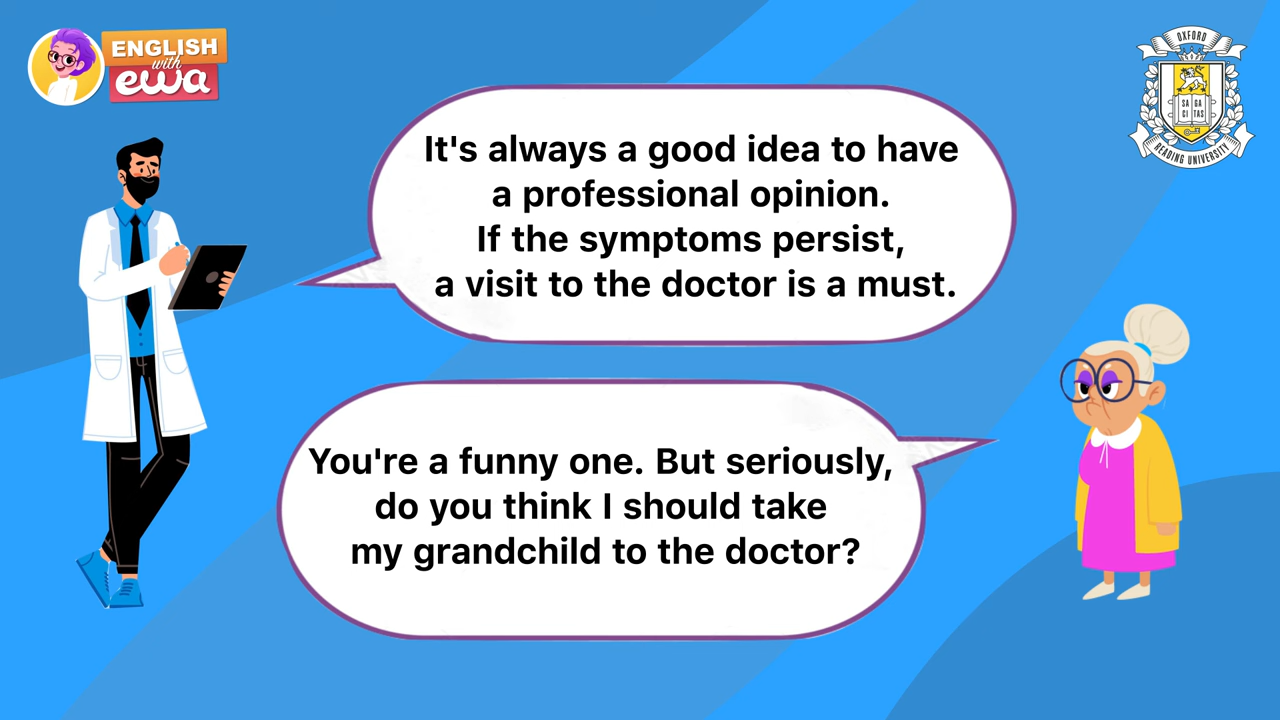 ENGLISH
with
ewa
OXFORD
SA GA
CI TAS
READING UNIVERSITY
It's always a good idea to have
a professional opinion.
If the symptoms persist,
a visit to the doctor is a must.
You're a funny one. But seriously,
do you think I should take
my grandchild to the doctor?